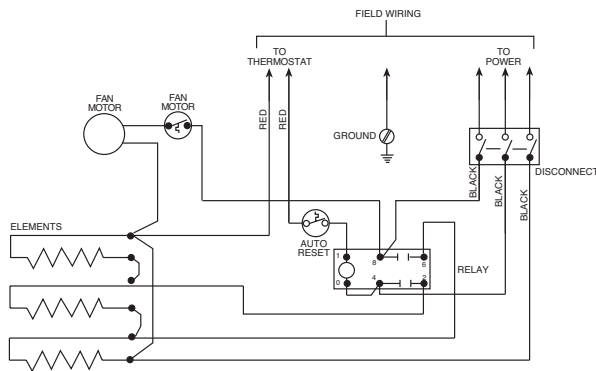 FIELD WIRING
TO
THERMOSTAT
TO
POWER
FAN
MOTOR
FAN
MOTOR
RED
RED
GROUND
DISCONNECT
BLACK
BLACK
BLACK
ELEMENTS
AUTO
RESET
1
8
6
RELAY
0
4
2